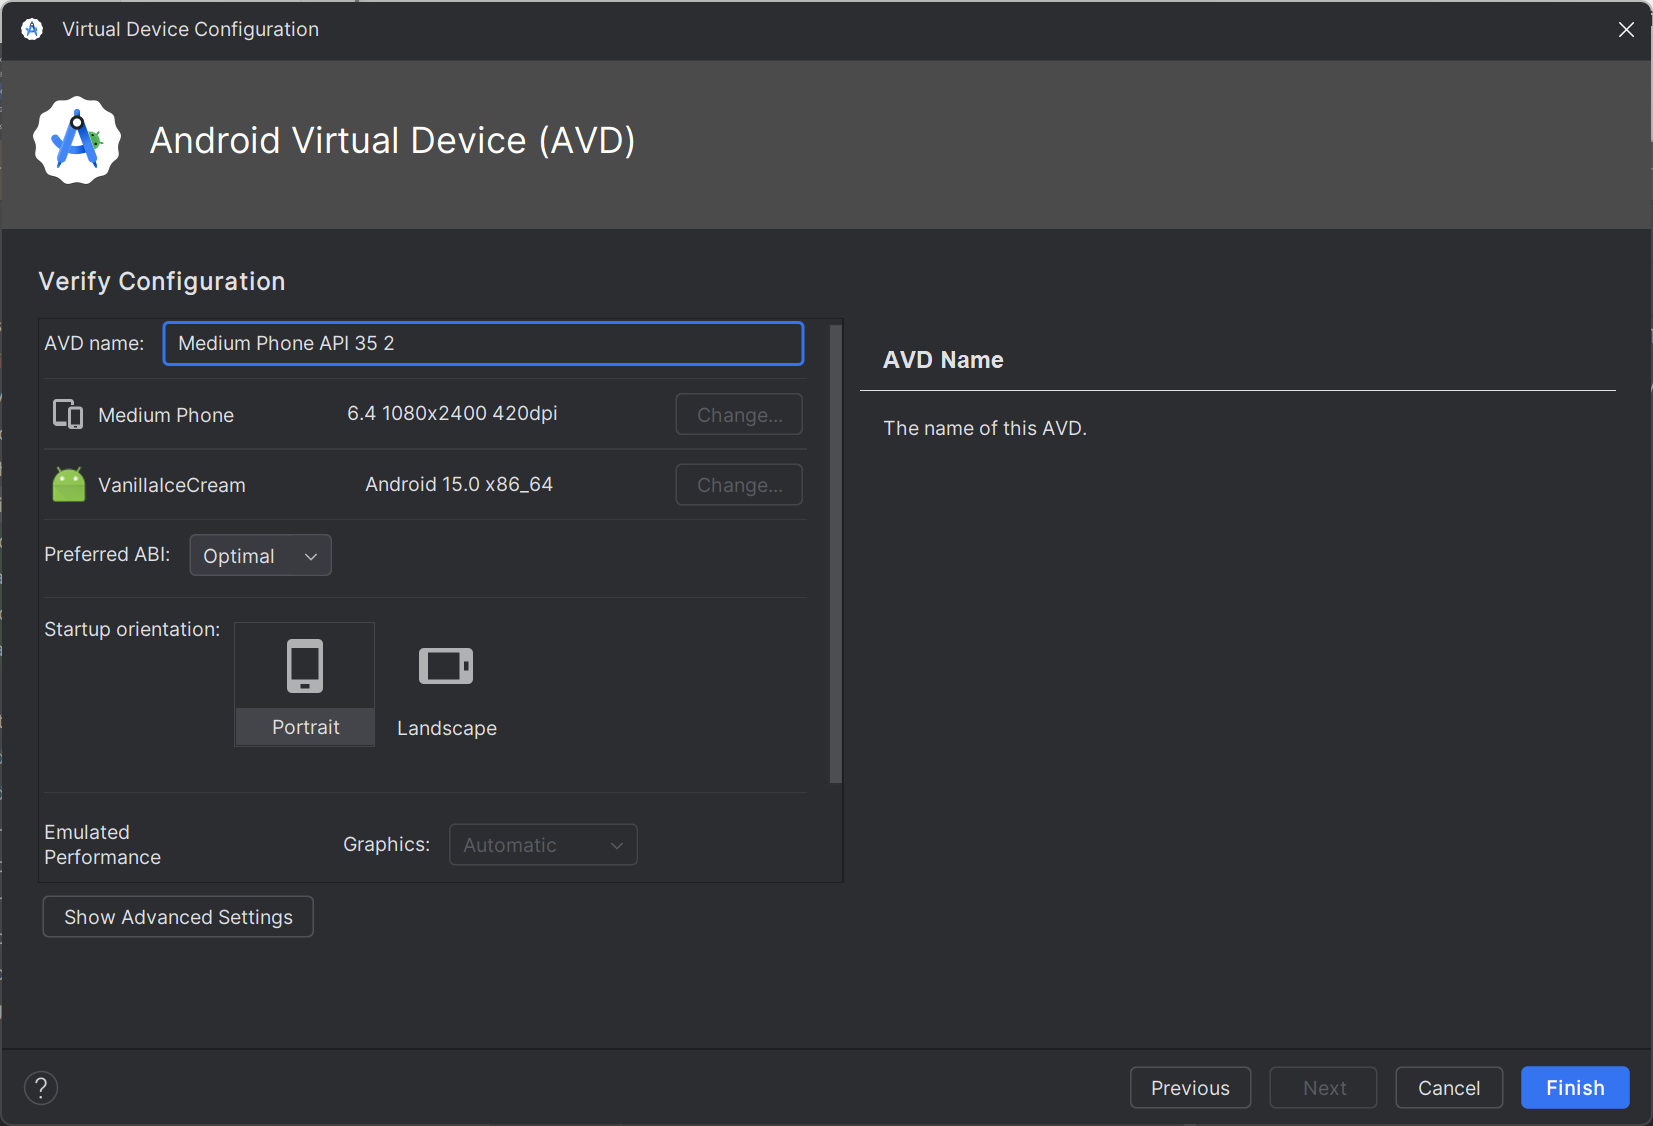 Virtual Device Configuration
Android Virtual Device (AVD)
Verify Configuration
AVD name: Medium Phone API 35 2
Medium Phone 6.4 1080x2400 420dpi Change...
VanillaIceCream Android 15.0 x86_64 Change...
Preferred ABI: Optimal
Startup orientation:
Portrait Landscape
Emulated
Performance
Graphics: Automatic
Show Advanced Settings
AVD Name
The name of this AVD.
? Previous Next Cancel Finish